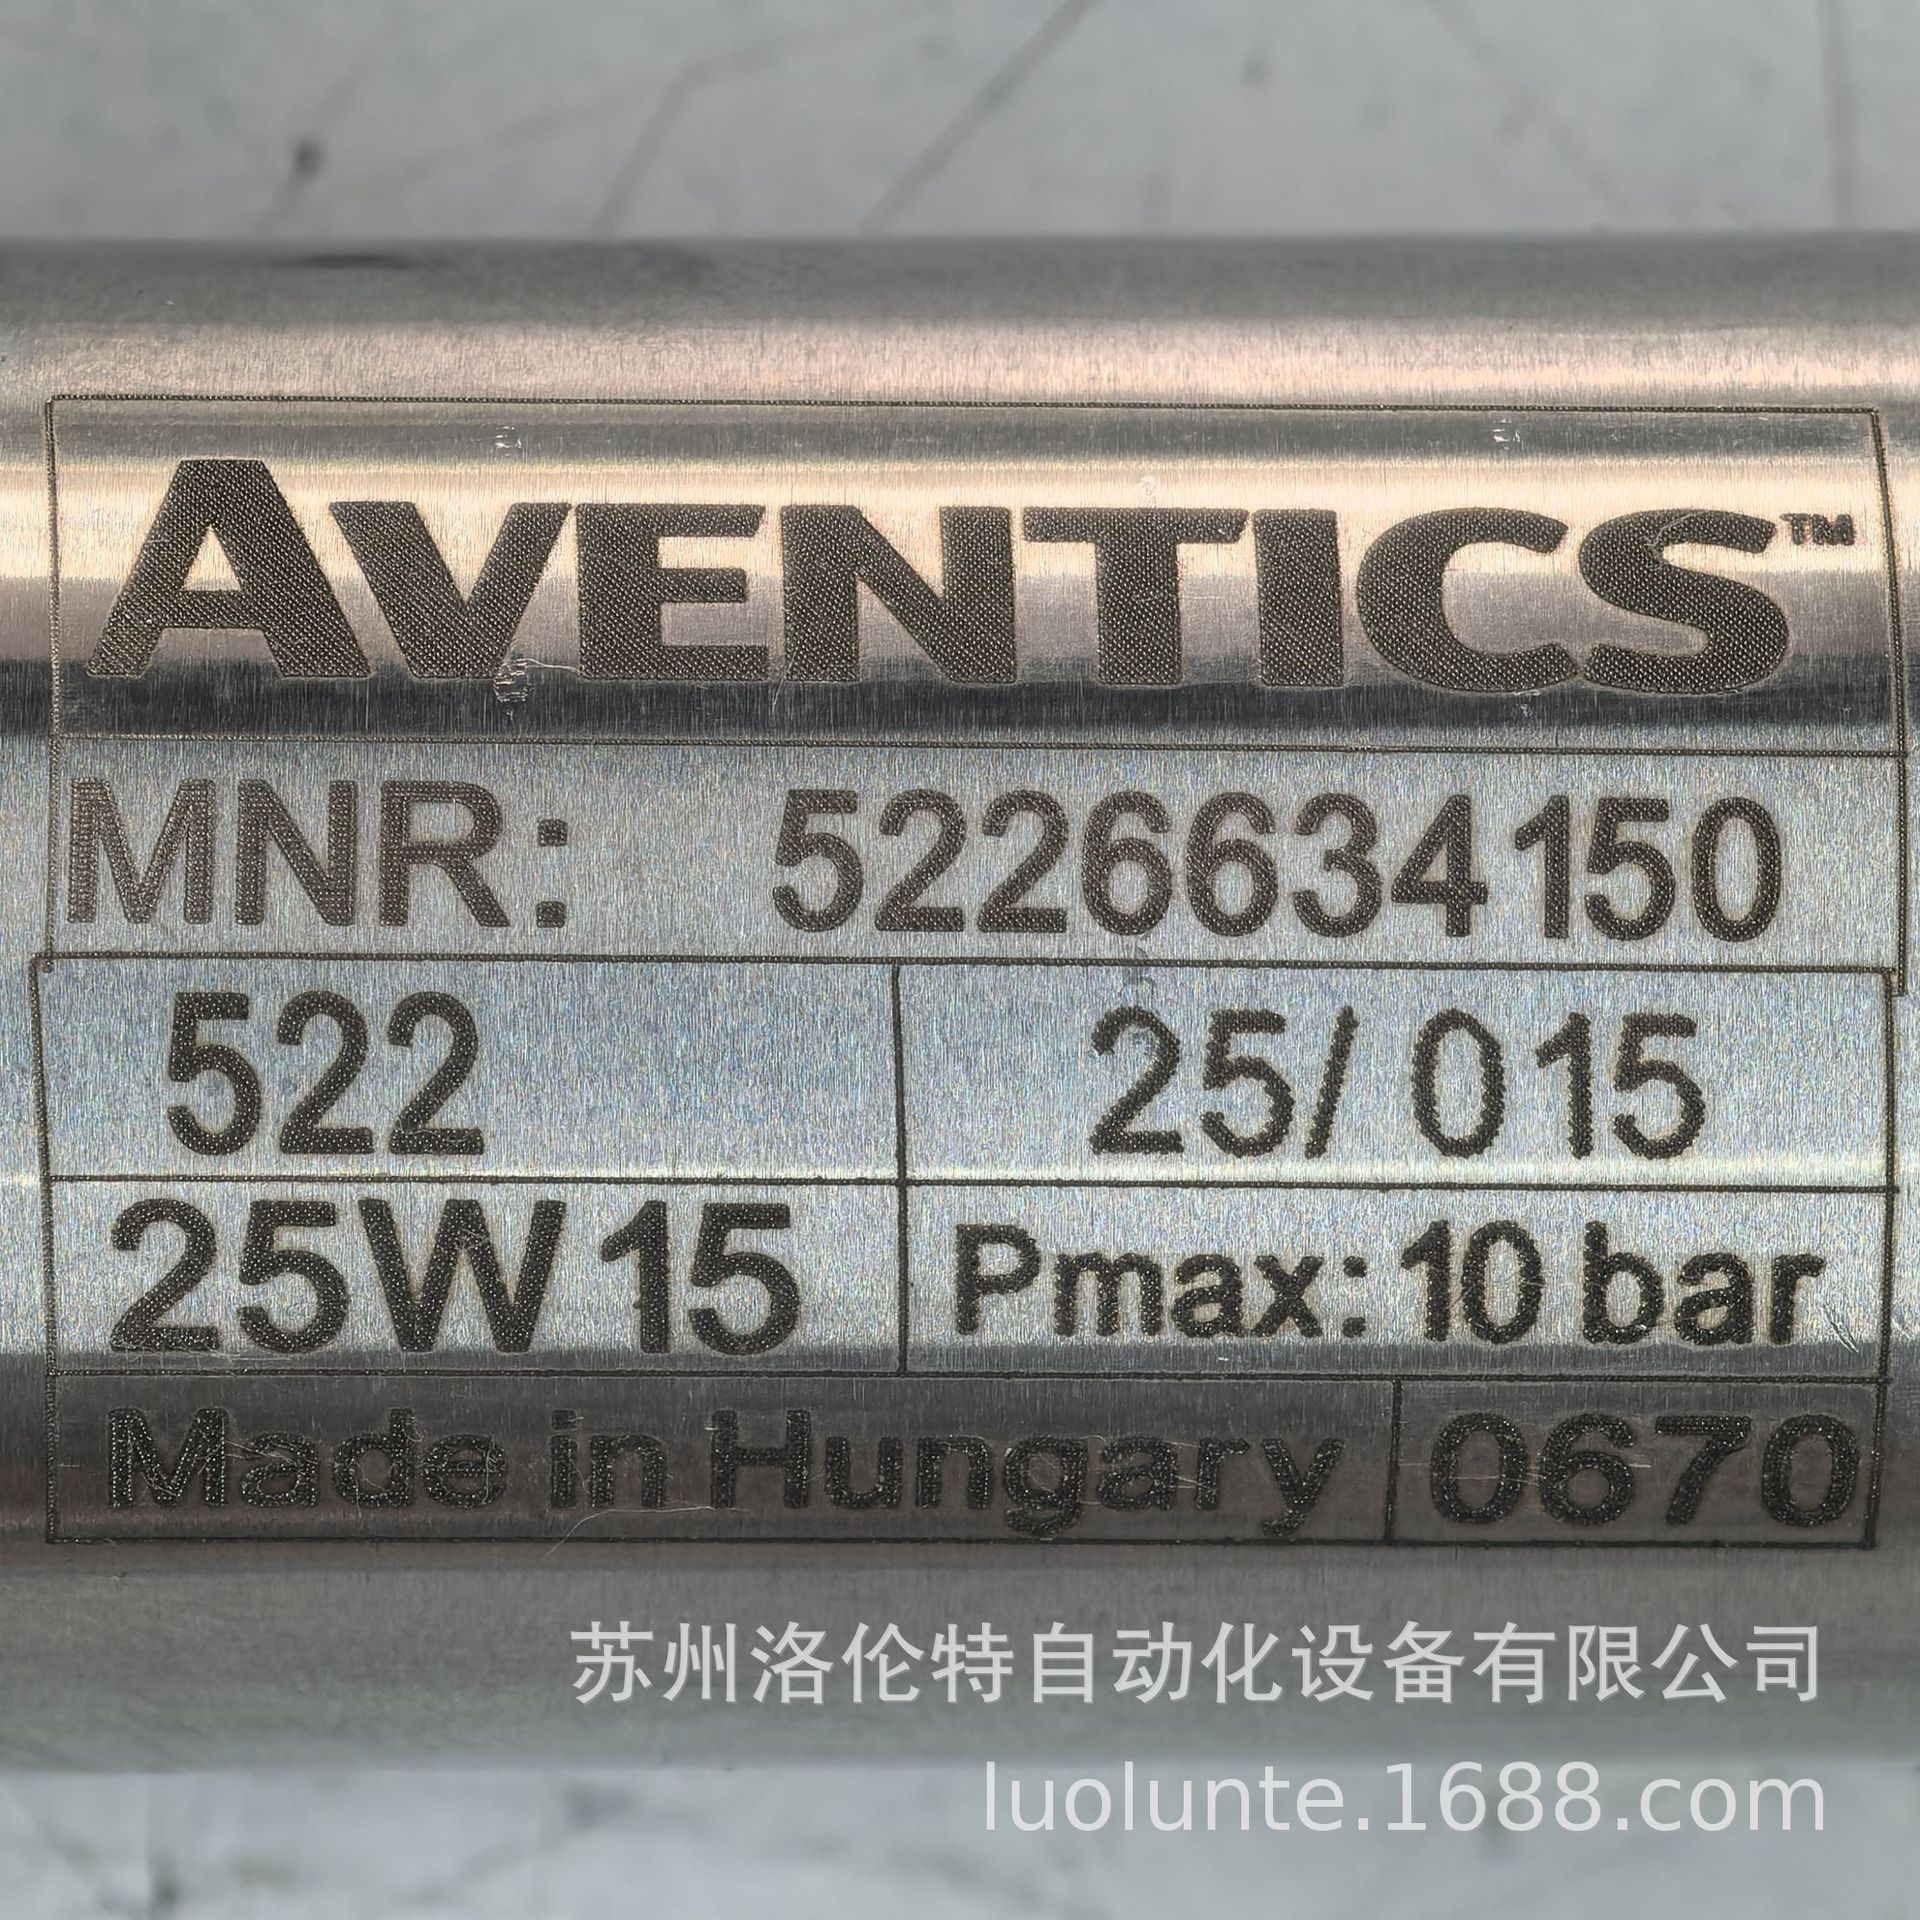 AVENTICS™
MNR: 5226634150
522 25/ 015
25W15 Pmax: 10 bar
Made in Hungary 0670
苏州洛伦特自动化设备有限公司
luolunte.1688.com